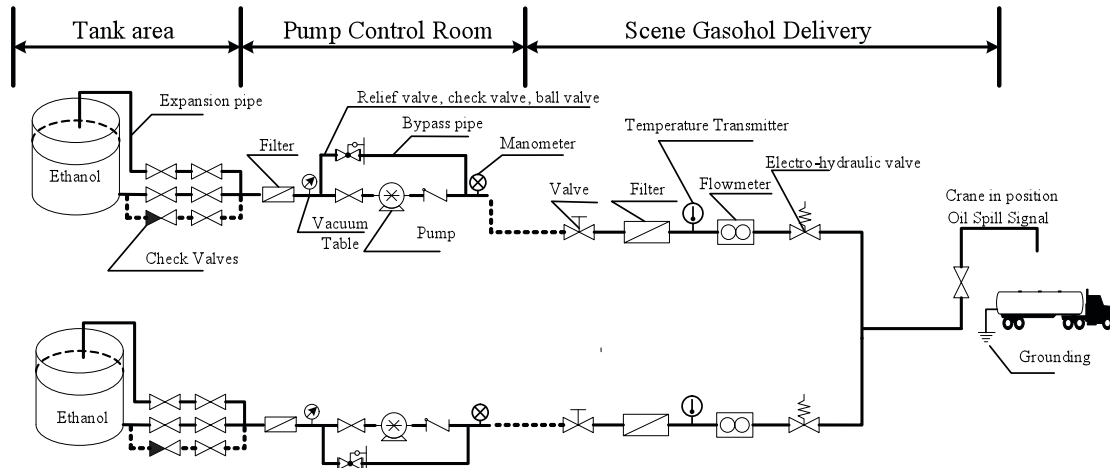 Tank area
Pump Control Room
Scene Gasohol Delivery
Expansion pipe
Relief valve, check valve, ball valve
Bypass pipe
Filter
Manometer
Temperature Transmitter
Electro-hydraulic valve
Ethanol
Valve
Filter
Flowmeter
Crane in position
Oil Spill Signal
Vacuum
Table
Pump
Check Valves
Grounding
Ethanol